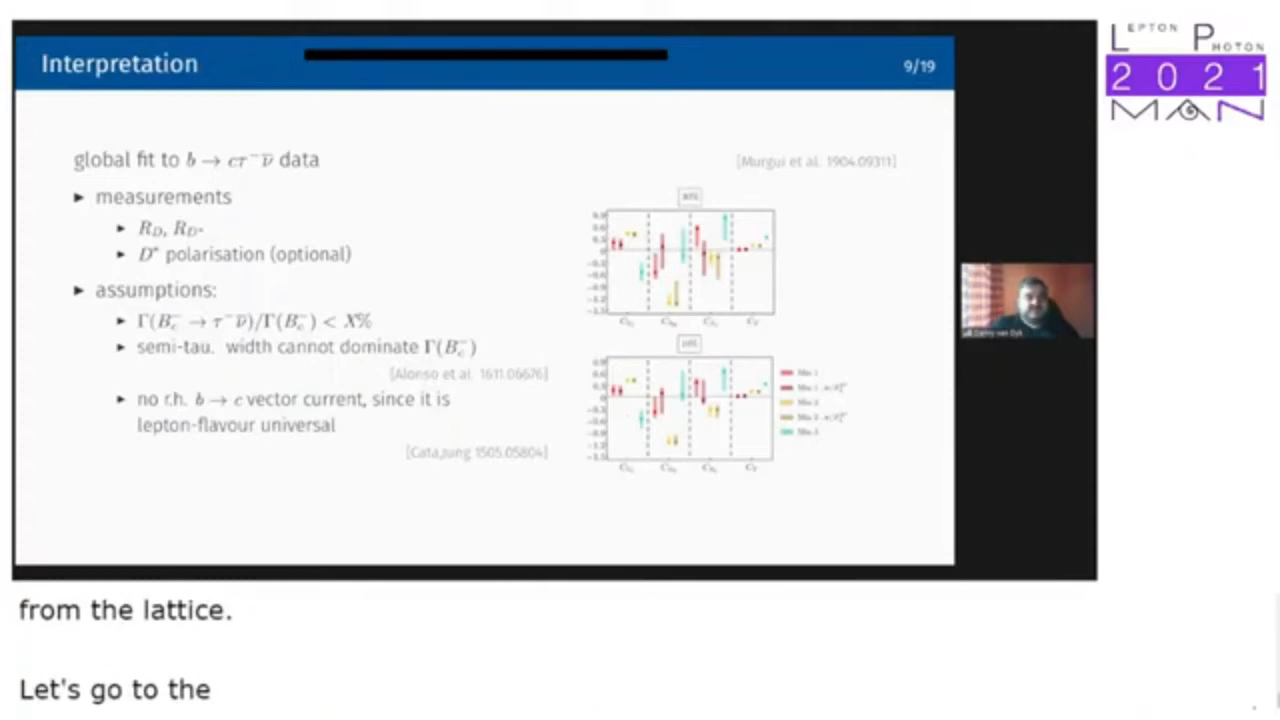 Interpretation
9/19
LEPTON PHOTON
2021
MAN
global fit to b → cτ⁻ν̅ data
[Murgui et al. 1904.09311]
► measurements
► R_D, R_D*
► D* polarisation (optional)
► assumptions:
► Γ(B_c⁻ → τ⁻ν̅)/Γ(B_c⁻) < X%
► semi-tau. width cannot dominate Γ(B_c⁻)
[Alonso et al. 1611.06676]
► no r.h. b → c vector current, since it is
lepton-flavour universal
[Cata,Jung 1505.05804]
from the lattice.
Let's go to the